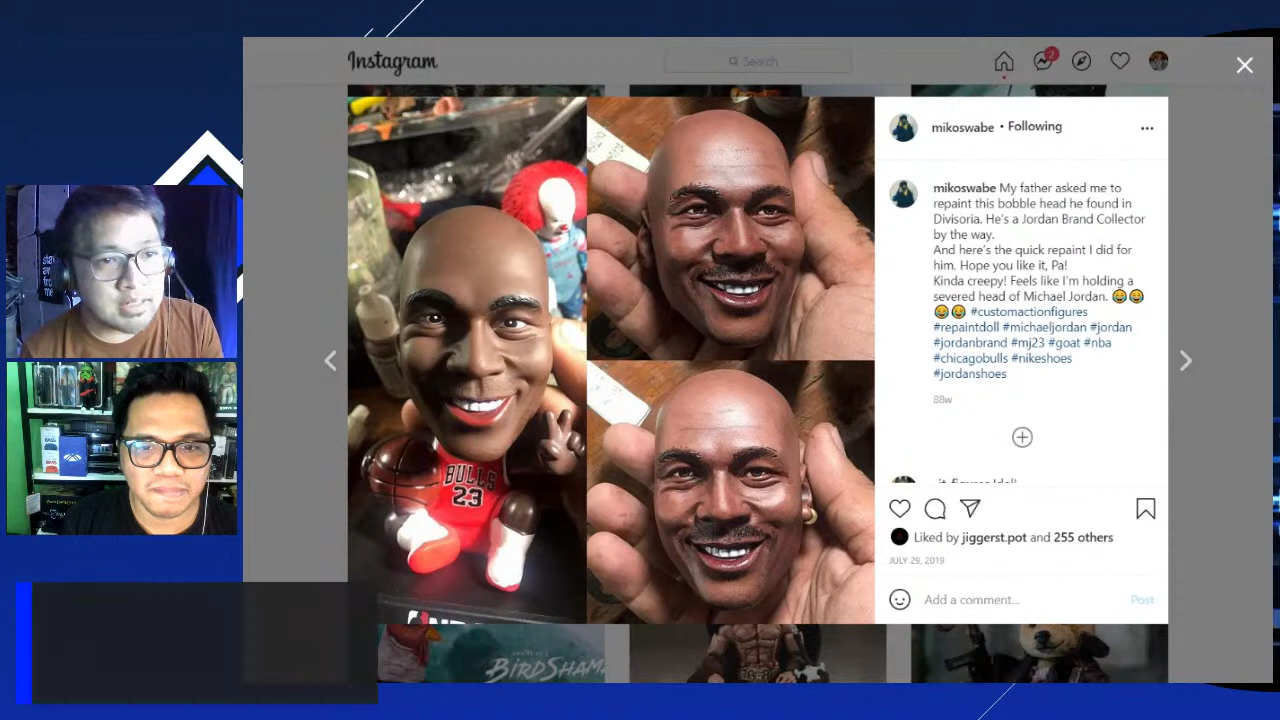 Instagram
Search
2
mikoswabe • Following
mikoswabe My father asked me to
repaint this bobble head he found in
Divisoria. He's a Jordan Brand Collector
by the way.
And here's the quick repaint I did for
him. Hope you like it, Pa!
Kinda creepy! Feels like I'm holding a
severed head of Michael Jordan. 😂😂
😂😂 #customactionfigures
#repaintdoll #michaeljordan #jordan
#jordanbrand #mj23 #goat #nba
#chicagobulls #nikeshoes
#jordanshoes
88w
Liked by jiggerst.pot and 255 others
JULY 29, 2019
Add a comment...
Post
BULLS
23
BIRDSHAM